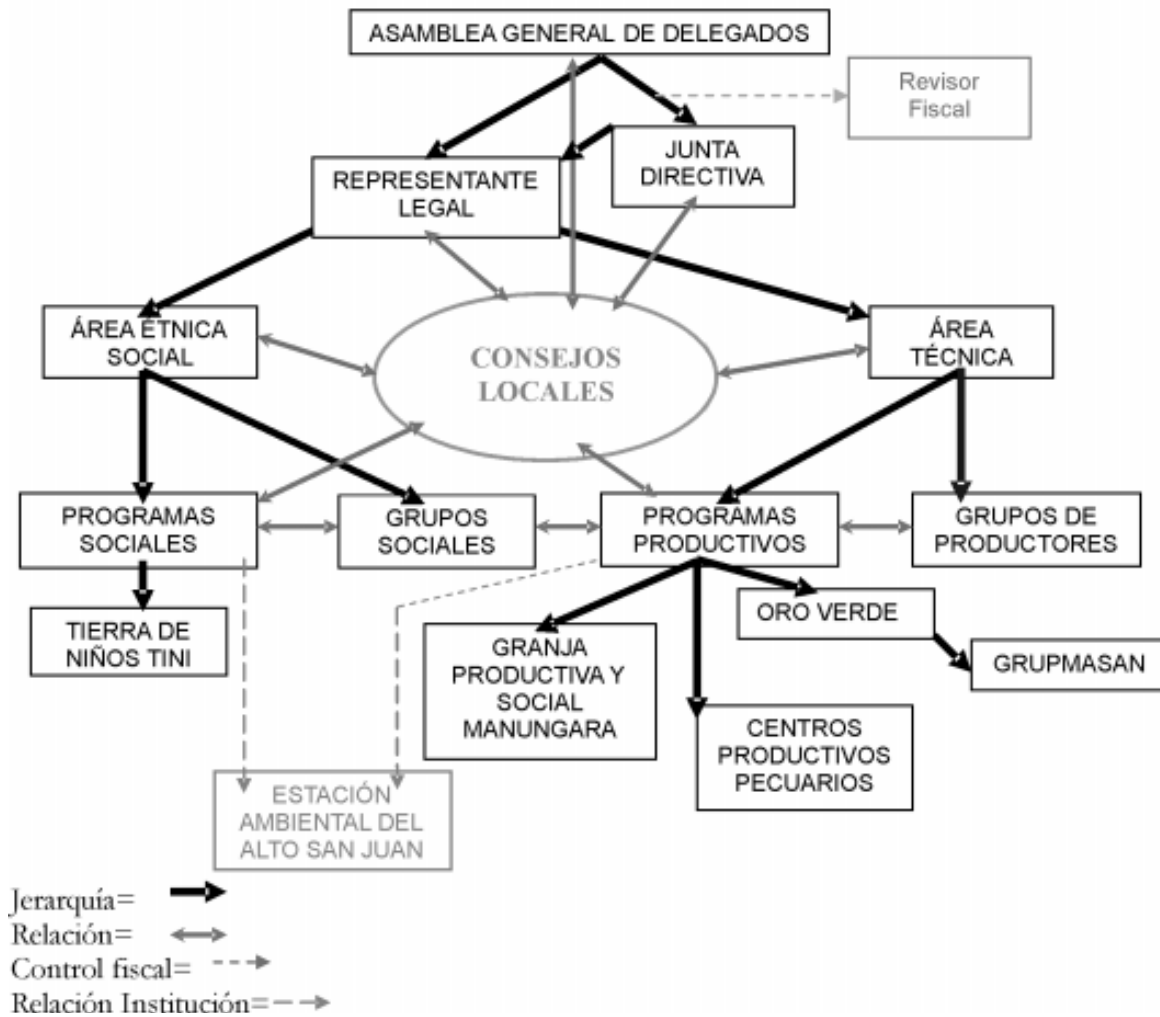 ASAMBLEA GENERAL DE DELEGADOS
Revisor
Fiscal
JUNTA
DIRECTIVA
REPRESENTANTE
LEGAL
ÁREA ÉTNICA
SOCIAL
CONSEJOS
LOCALES
ÁREA
TÉCNICA
PROGRAMAS
SOCIALES
GRUPOS
SOCIALES
PROGRAMAS
PRODUCTIVOS
GRUPOS DE
PRODUCTORES
TIERRA DE
NIÑOS TINI
GRANJA
PRODUCTIVA Y
SOCIAL
MANUNGARA
ORO VERDE
GRUPMASAN
CENTROS
PRODUCTIVOS
PECUARIOS
ESTACIÓN
AMBIENTAL DEL
ALTO SAN JUAN
Jerarquía=
Relación=
Control fiscal=
Relación Institución=